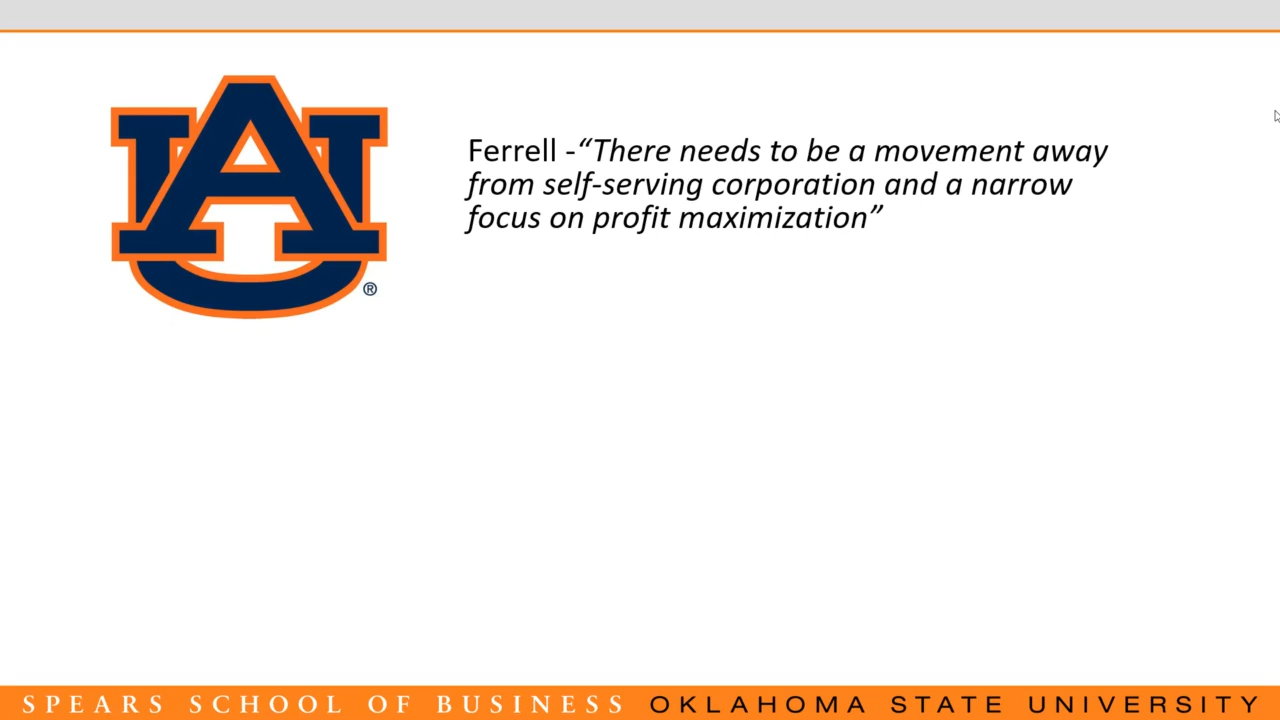 AU
®
Ferrell -“There needs to be a movement away
from self-serving corporation and a narrow
focus on profit maximization”
SPEARS SCHOOL OF BUSINESS OKLAHOMA STATE UNIVERSITY